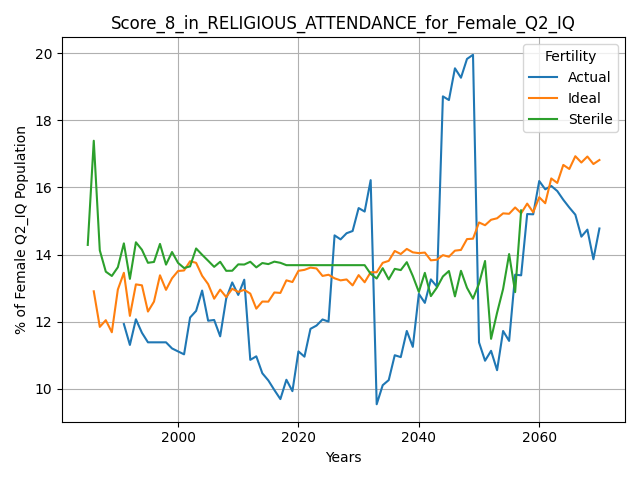 Score_8_in_RELIGIOUS_ATTENDANCE_for_Female_Q2_IQ
Fertility
Actual
Ideal
Sterile
% of Female Q2_IQ Population
20
18
16
14
12
10
2000
2020
2040
2060
Years